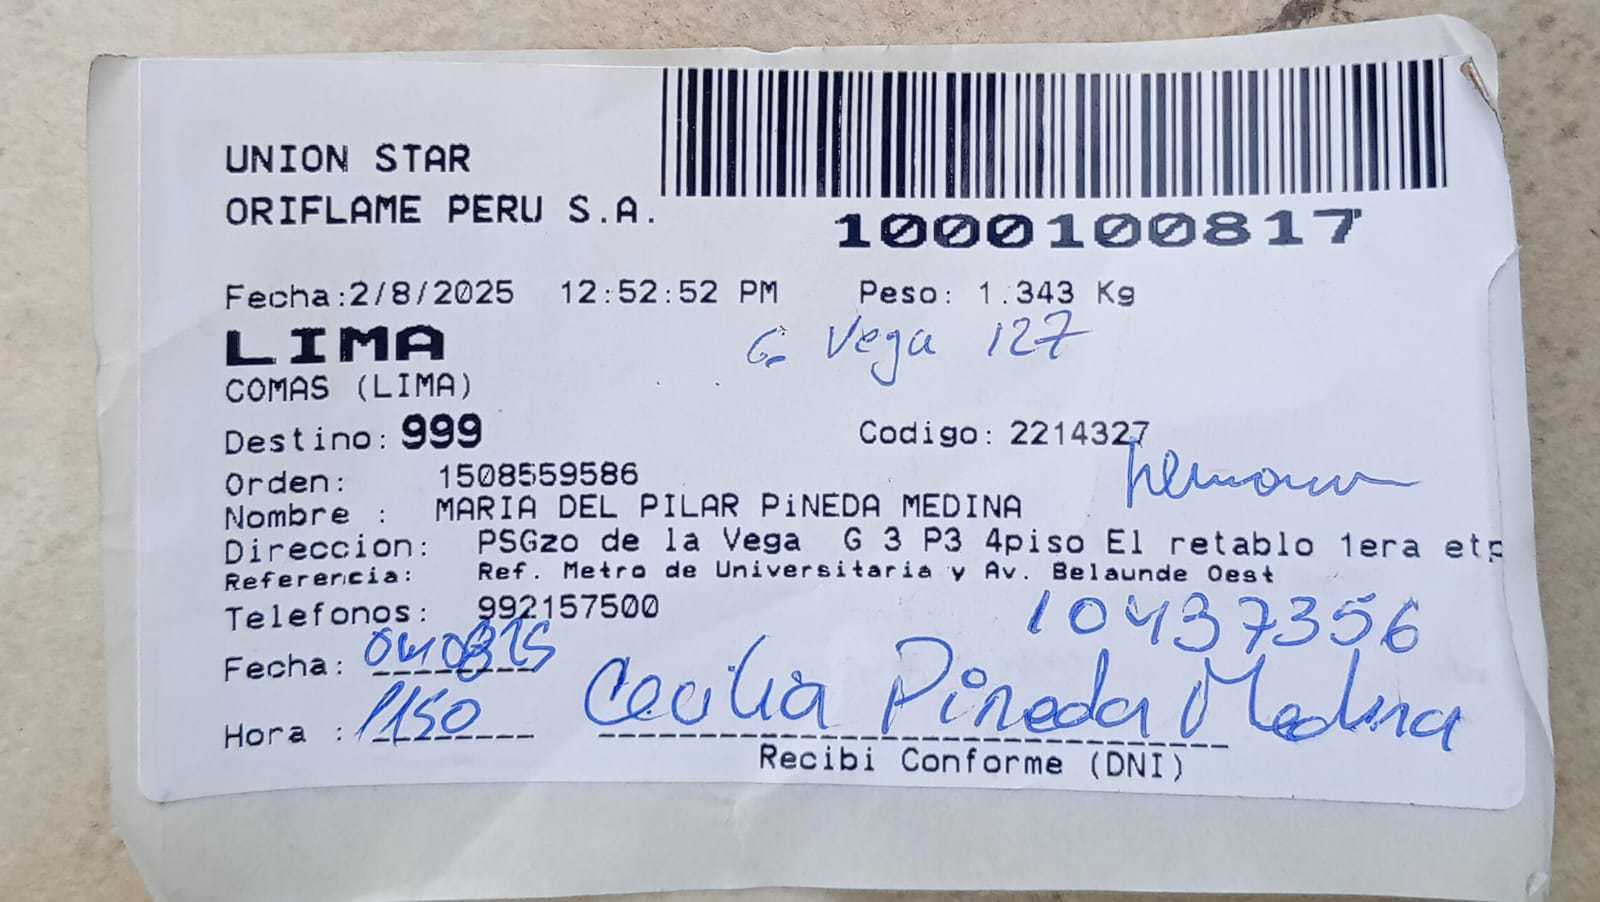 UNION STAR
ORIFLAME PERU S.A.
1000100817
Fecha:2/8/2025 12:52:52 PM Peso: 1.343 Kg
LIMA
G. Vega 127
COMAS (LIMA)
Destino: 999 Codigo: 2214327
Orden: 1508559586
Nombre : MARIA DEL PILAR PiNEDA MEDINA
Direccion: PSGzo de la Vega G 3 P3 4piso El retablo 1era etp
Referencia: Ref. Metro de Universitaria y Av. Belaunde Oest
Telefonos: 992157500
10437356
Fecha: 040825
Hora : 1150 Cecilia Pineda Medina
Recibi Conforme (DNI)